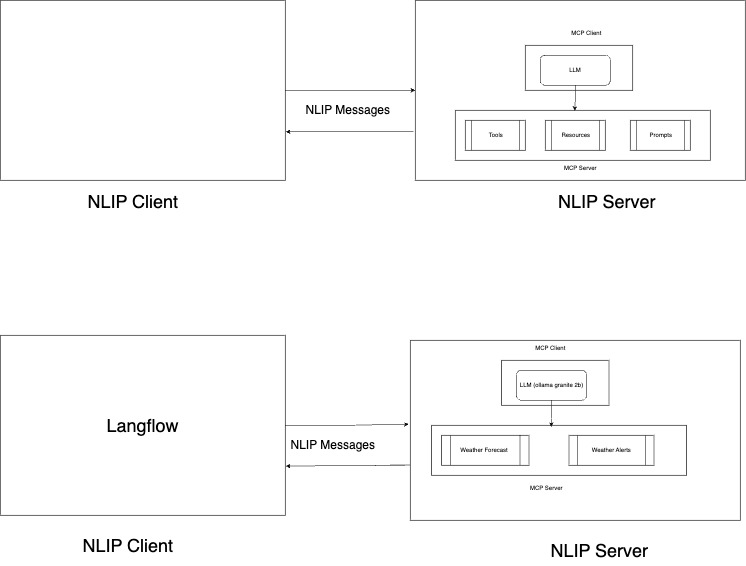 MCP Client
LLM
NLIP Messages
Tools
Resources
Prompts
MCP Server
NLIP Client
NLIP Server
MCP Client
LLM (ollama granite 2b)
Langflow
NLIP Messages
Weather Forecast
Weather Alerts
MCP Server
NLIP Client
NLIP Server